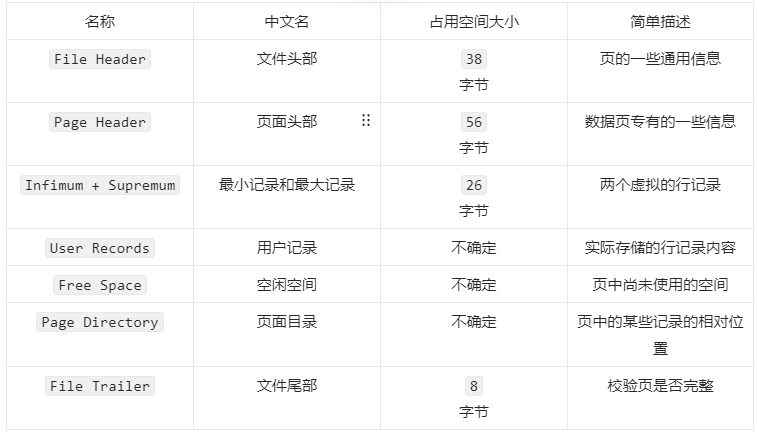 名称 中文名 占用空间大小 简单描述
File Header 文件头部 38 页的一些通用信息
字节
Page Header 页面头部 56 数据页专有的一些信息
字节
Infimum + Supremum 最小记录和最大记录 26 两个虚拟的行记录
字节
User Records 用户记录 不确定 实际存储的行记录内容
Free Space 空闲空间 不确定 页中尚未使用的空间
Page Directory 页面目录 不确定 页中的某些记录的相对位
置
File Trailer 文件尾部 8 校验页是否完整
字节